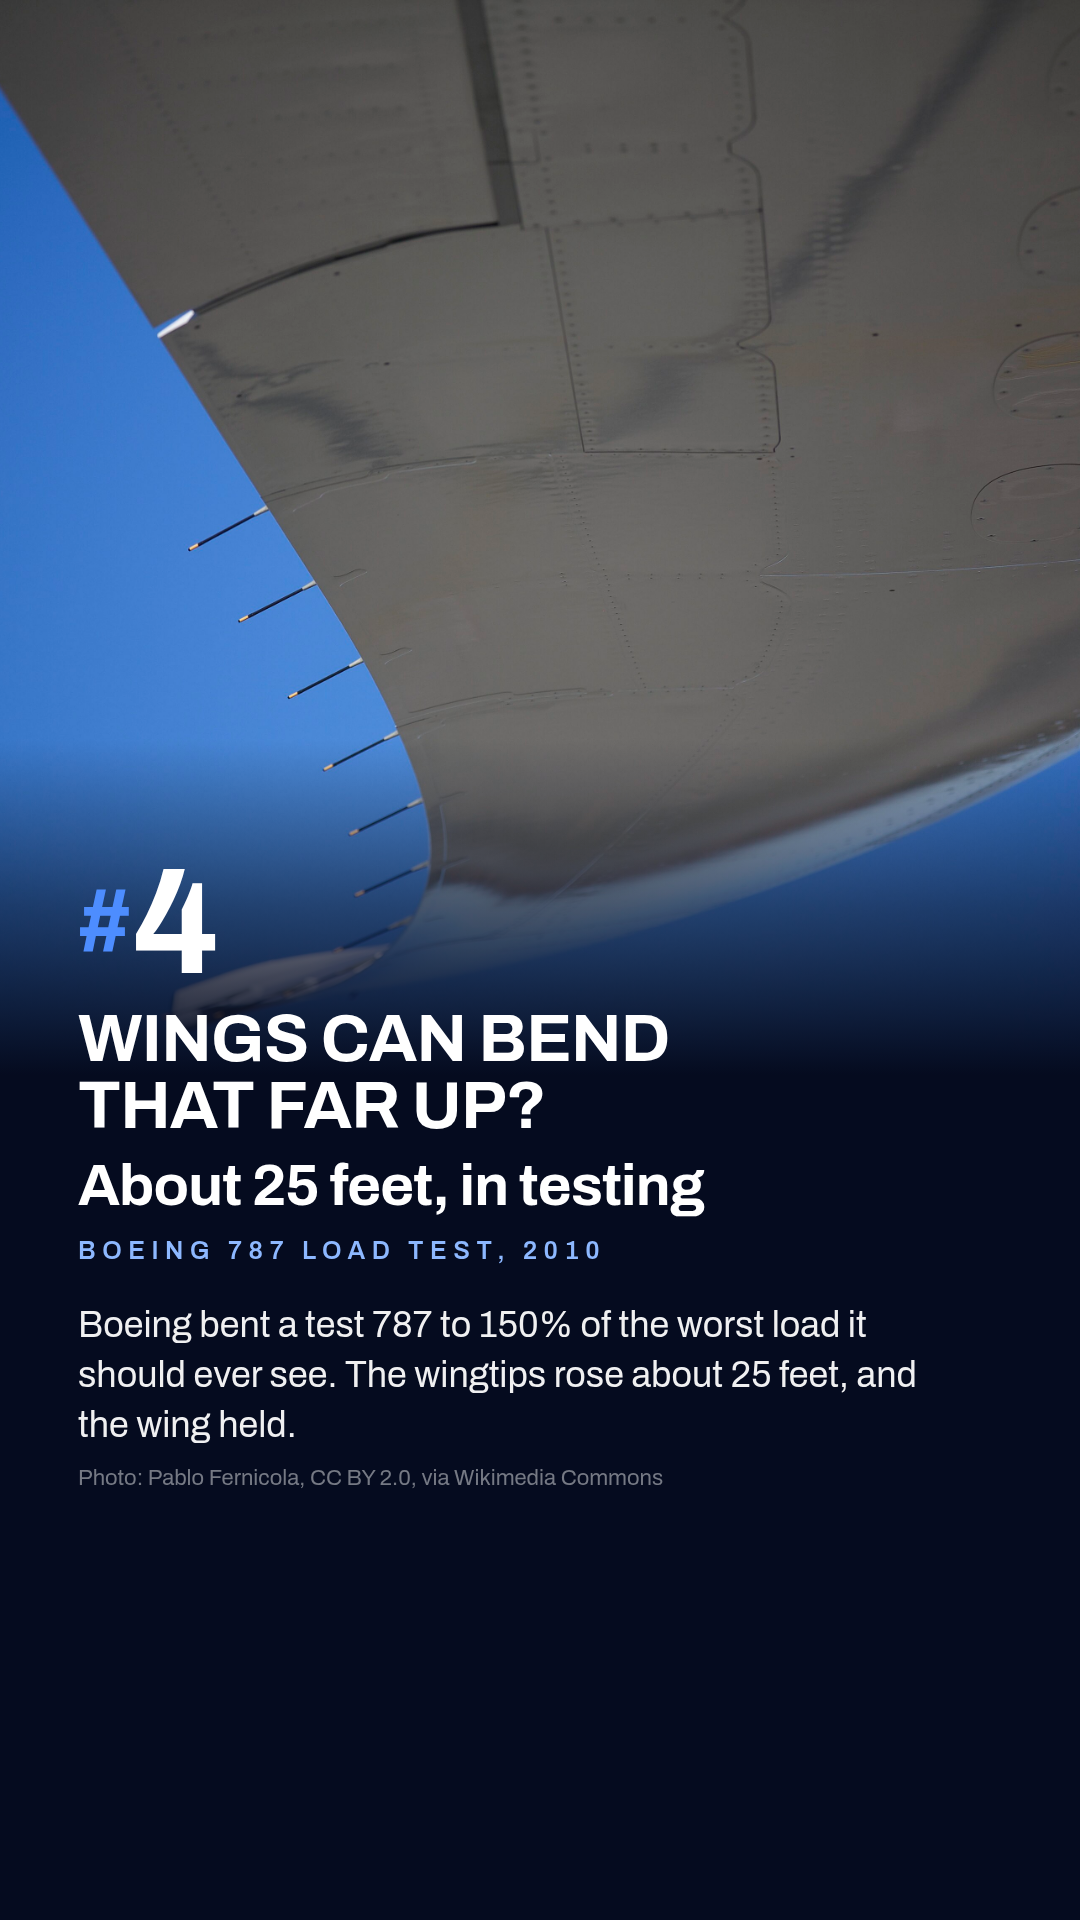 #4
WINGS CAN BEND
THAT FAR UP?
About 25 feet, in testing
BOEING 787 LOAD TEST, 2010
Boeing bent a test 787 to 150% of the worst load it
should ever see. The wingtips rose about 25 feet, and
the wing held.
Photo: Pablo Fernicola, CC BY 2.0, via Wikimedia Commons